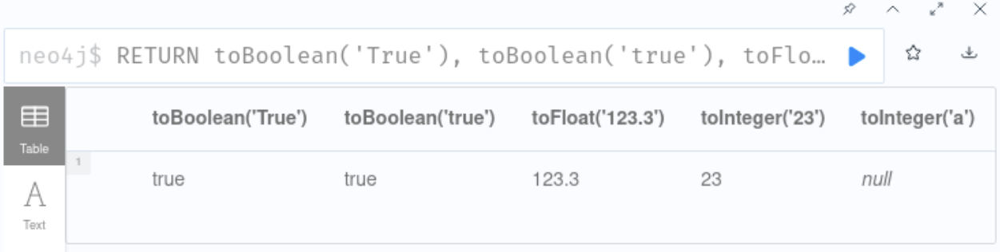 neo4j$ RETURN toBoolean('True'), toBoolean('true'), toFlo…
Table
toBoolean('True') toBoolean('true') toFloat('123.3') toInteger('23') toInteger('a')
1
true true 123.3 23 null
A
Text